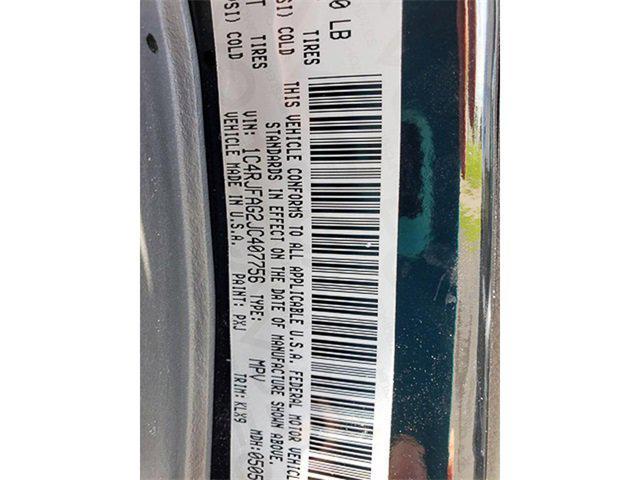 0 LB
TIRES
SI) COLD
T TIRES
SI) COLD
THIS VEHICLE CONFORMS TO ALL APPLICABLE U.S.A. FEDERAL MOTOR VEHICL
STANDARDS IN EFFECT ON THE DATE OF MANUFACTURE SHOWN ABOVE.
VIN: 1C4RJFAG2JC407756 TYPE: MPV MDH:0505
VEHICLE MADE IN U.S.A. PAINT: PXJ TRIM: KLX9